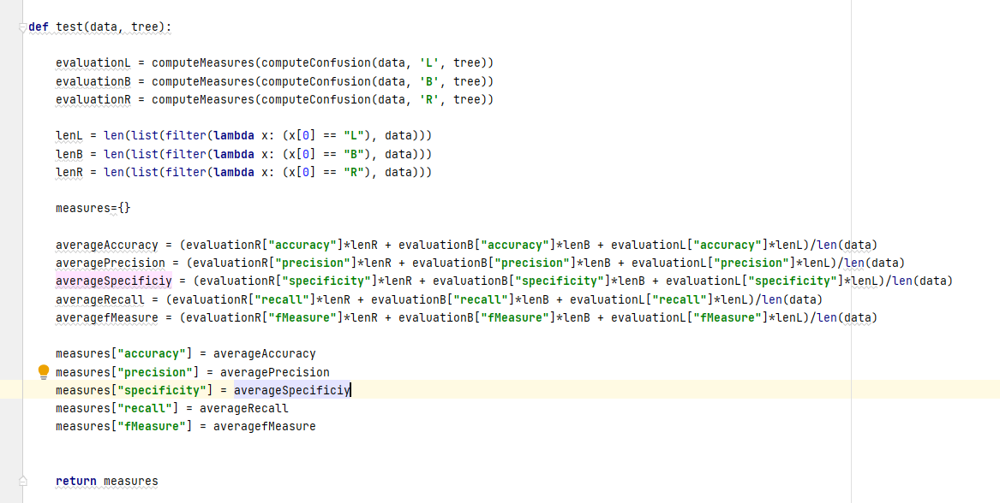 def test(data, tree):
evaluationL = computeMeasures(computeConfusion(data, 'L', tree))
evaluationB = computeMeasures(computeConfusion(data, 'B', tree))
evaluationR = computeMeasures(computeConfusion(data, 'R', tree))
lenL = len(list(filter(lambda x: (x[0] == "L"), data)))
lenB = len(list(filter(lambda x: (x[0] == "B"), data)))
lenR = len(list(filter(lambda x: (x[0] == "R"), data)))
measures={}
averageAccuracy = (evaluationR["accuracy"]*lenR + evaluationB["accuracy"]*lenB + evaluationL["accuracy"]*lenL)/len(data)
averagePrecision = (evaluationR["precision"]*lenR + evaluationB["precision"]*lenB + evaluationL["precision"]*lenL)/len(data)
averageSpecificiy = (evaluationR["specificity"]*lenR + evaluationB["specificity"]*lenB + evaluationL["specificity"]*lenL)/len(data)
averageRecall = (evaluationR["recall"]*lenR + evaluationB["recall"]*lenB + evaluationL["recall"]*lenL)/len(data)
averagefMeasure = (evaluationR["fMeasure"]*lenR + evaluationB["fMeasure"]*lenB + evaluationL["fMeasure"]*lenL)/len(data)
measures["accuracy"] = averageAccuracy
measures["precision"] = averagePrecision
measures["specificity"] = averageSpecificiy
measures["recall"] = averageRecall
measures["fMeasure"] = averagefMeasure
return measures